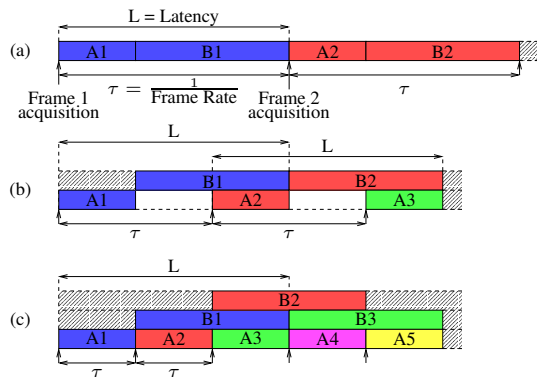 L = Latency
(a) A1 B1 A2 B2
τ = 1/Frame Rate τ
Frame 1 acquisition
Frame 2 acquisition
L
L
(b) B1 B2
A1 A2 A3
τ τ
L
B2
(c) B1 B3
A1 A2 A3 A4 A5
τ τ